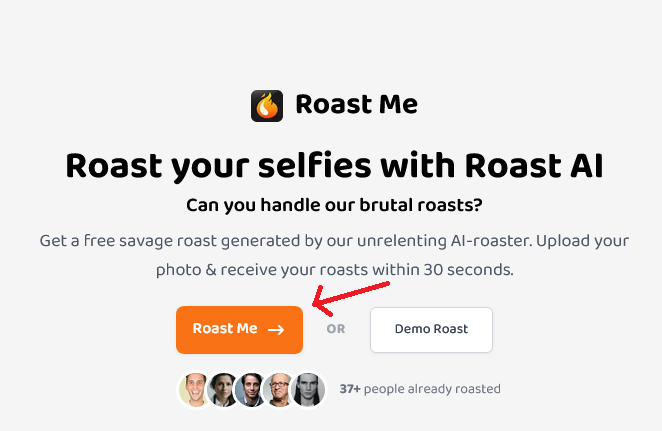 Roast Me
Roast your selfies with Roast AI
Can you handle our brutal roasts?
Get a free savage roast generated by our unrelenting AI-roaster. Upload your
photo & receive your roasts within 30 seconds.
Roast Me → OR Demo Roast
37+ people already roasted